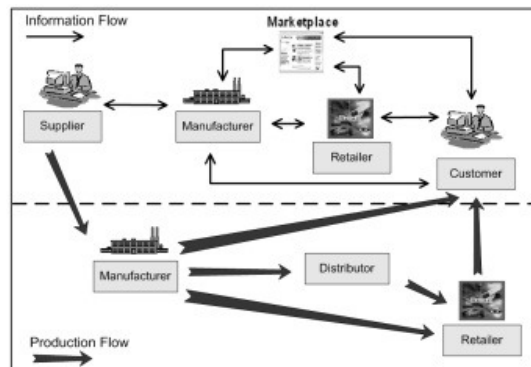 Information Flow
Marketplace
Supplier
Manufacturer
Retailer
Customer
Manufacturer
Distributor
Retailer
Production Flow